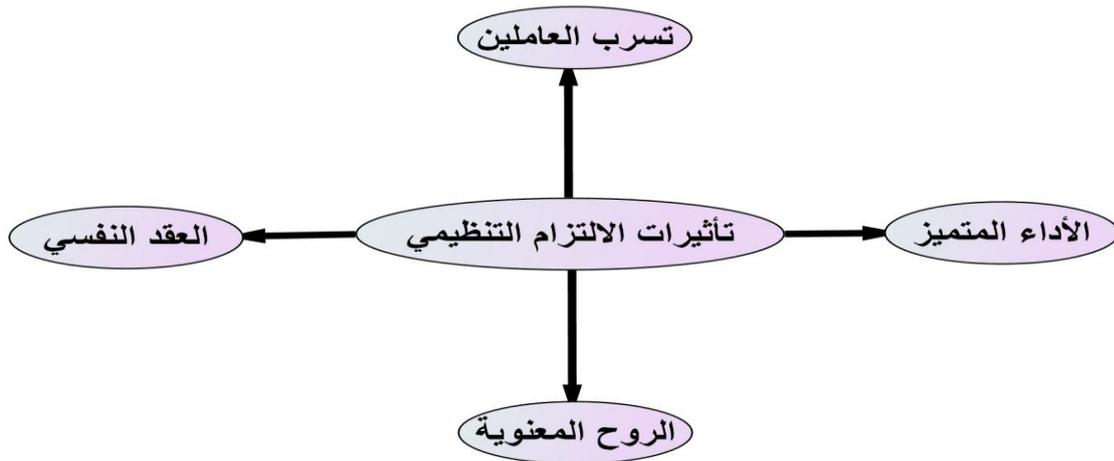 تسرب العاملين
الأداء المتميز
تأثيرات الالتزام التنظيمي
العقد النفسي
الروح المعنوية